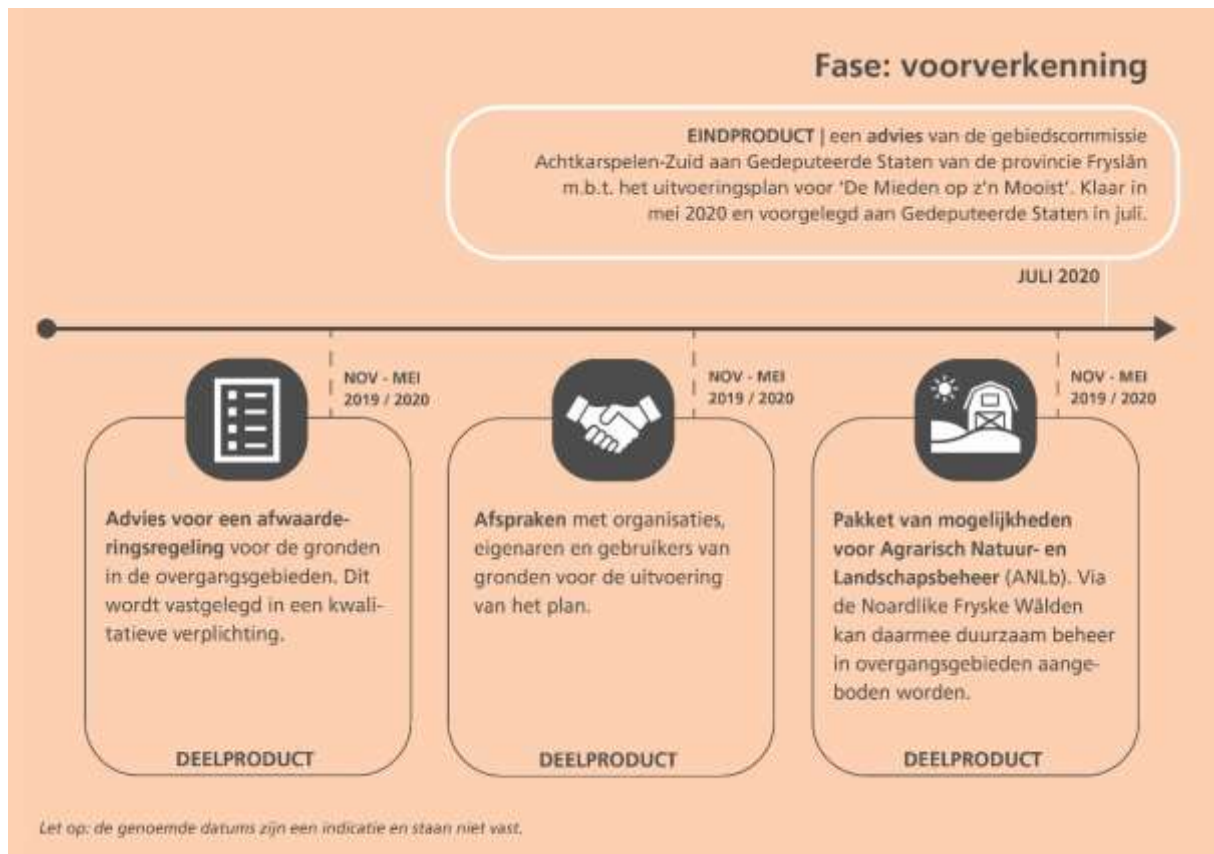 Fase: voorverkenning
EINDPRODUCT | een advies van de gebiedscommissie
Achtkarspelen-Zuid aan Gedeputeerde Staten van de provincie Fryslân
m.b.t. het uitvoeringsplan voor ‘De Mieden op z'n Mooist’. Klaar in
mei 2020 en voorgelegd aan Gedeputeerde Staten in juli.
JULI 2020
NOV - MEI
2019 / 2020
Advies voor een afwaarde-
ringsregeling voor de gronden
in de overgangsgebieden. Dit
wordt vastgelegd in een kwali-
tatieve verplichting.
DEELPRODUCT
NOV - MEI
2019 / 2020
Afspraken met organisaties,
eigenaren en gebruikers van
gronden voor de uitvoering
van het plan.
DEELPRODUCT
NOV - MEI
2019 / 2020
Pakket van mogelijkheden
voor Agrarisch Natuur- en
Landschapsbeheer (ANLb). Via
de Noardlike Fryske Wâlden
kan daarmee duurzaam beheer
in overgangsgebieden aange-
boden worden.
DEELPRODUCT
Let op: de genoemde datums zijn een indicatie en staan niet vast.